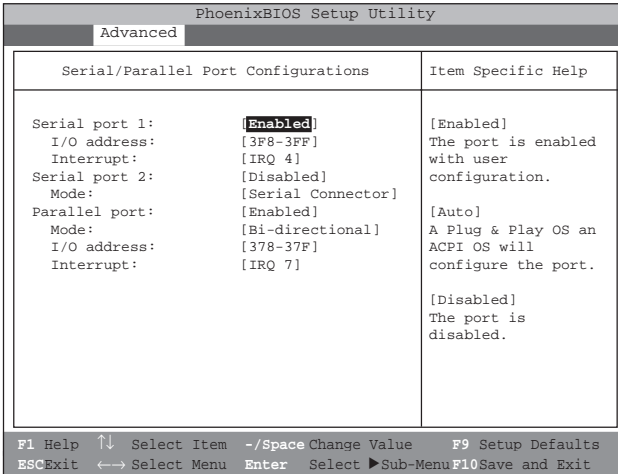 PhoenixBIOS Setup Utility
Advanced
Serial/Parallel Port Configurations
Serial port 1: [Enabled]
I/O address: [3F8-3FF]
Interrupt: [IRQ 4]
Serial port 2: [Disabled]
Mode: [Serial Connector]
Parallel port: [Enabled]
Mode: [Bi-directional]
I/O address: [378-37F]
Interrupt: [IRQ 7]
Item Specific Help
[Enabled]
The port is enabled
with user
configuration.
[Auto]
A Plug & Play OS an
ACPI OS will
configure the port.
[Disabled]
The port is
disabled.
F1 Help ↑↓ Select Item -/Space Change Value F9 Setup Defaults
ESCExit ←→ Select Menu Enter Select ▶Sub-Menu F10Save and Exit